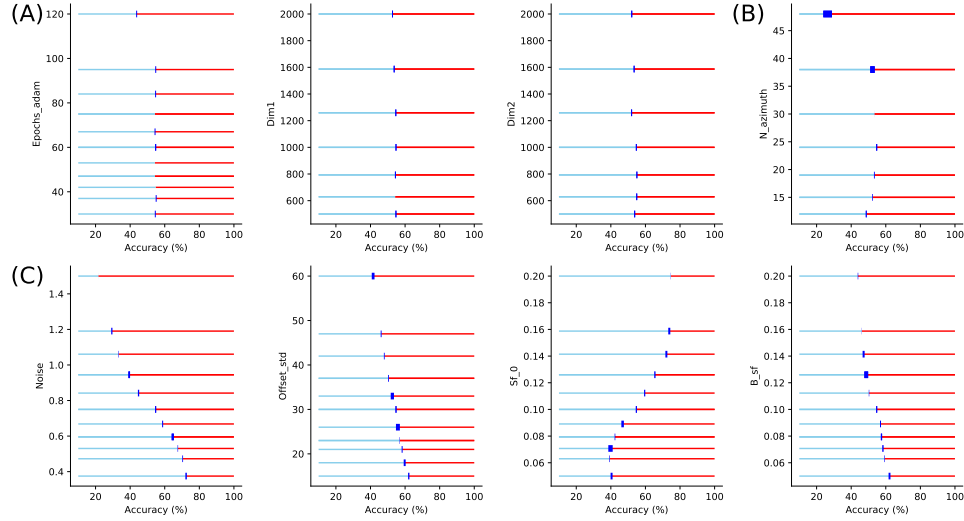 (A)
120
100
80
60
40
Epochs_adam
20 40 60 80 100
Accuracy (%)
2000
1800
1600
1400
1200
1000
800
600
Dim1
20 40 60 80 100
Accuracy (%)
2000
1800
1600
1400
1200
1000
800
600
Dim2
20 40 60 80 100
Accuracy (%)
(B)
45
40
35
30
25
20
15
N_azimuth
20 40 60 80 100
Accuracy (%)
(C)
1.4
1.2
1.0
0.8
0.6
0.4
Noise
20 40 60 80 100
Accuracy (%)
60
50
40
30
20
Offset_std
20 40 60 80 100
Accuracy (%)
0.20
0.18
0.16
0.14
0.12
0.10
0.08
0.06
Sf_0
20 40 60 80 100
Accuracy (%)
0.20
0.18
0.16
0.14
0.12
0.10
0.08
0.06
B_sf
20 40 60 80 100
Accuracy (%)